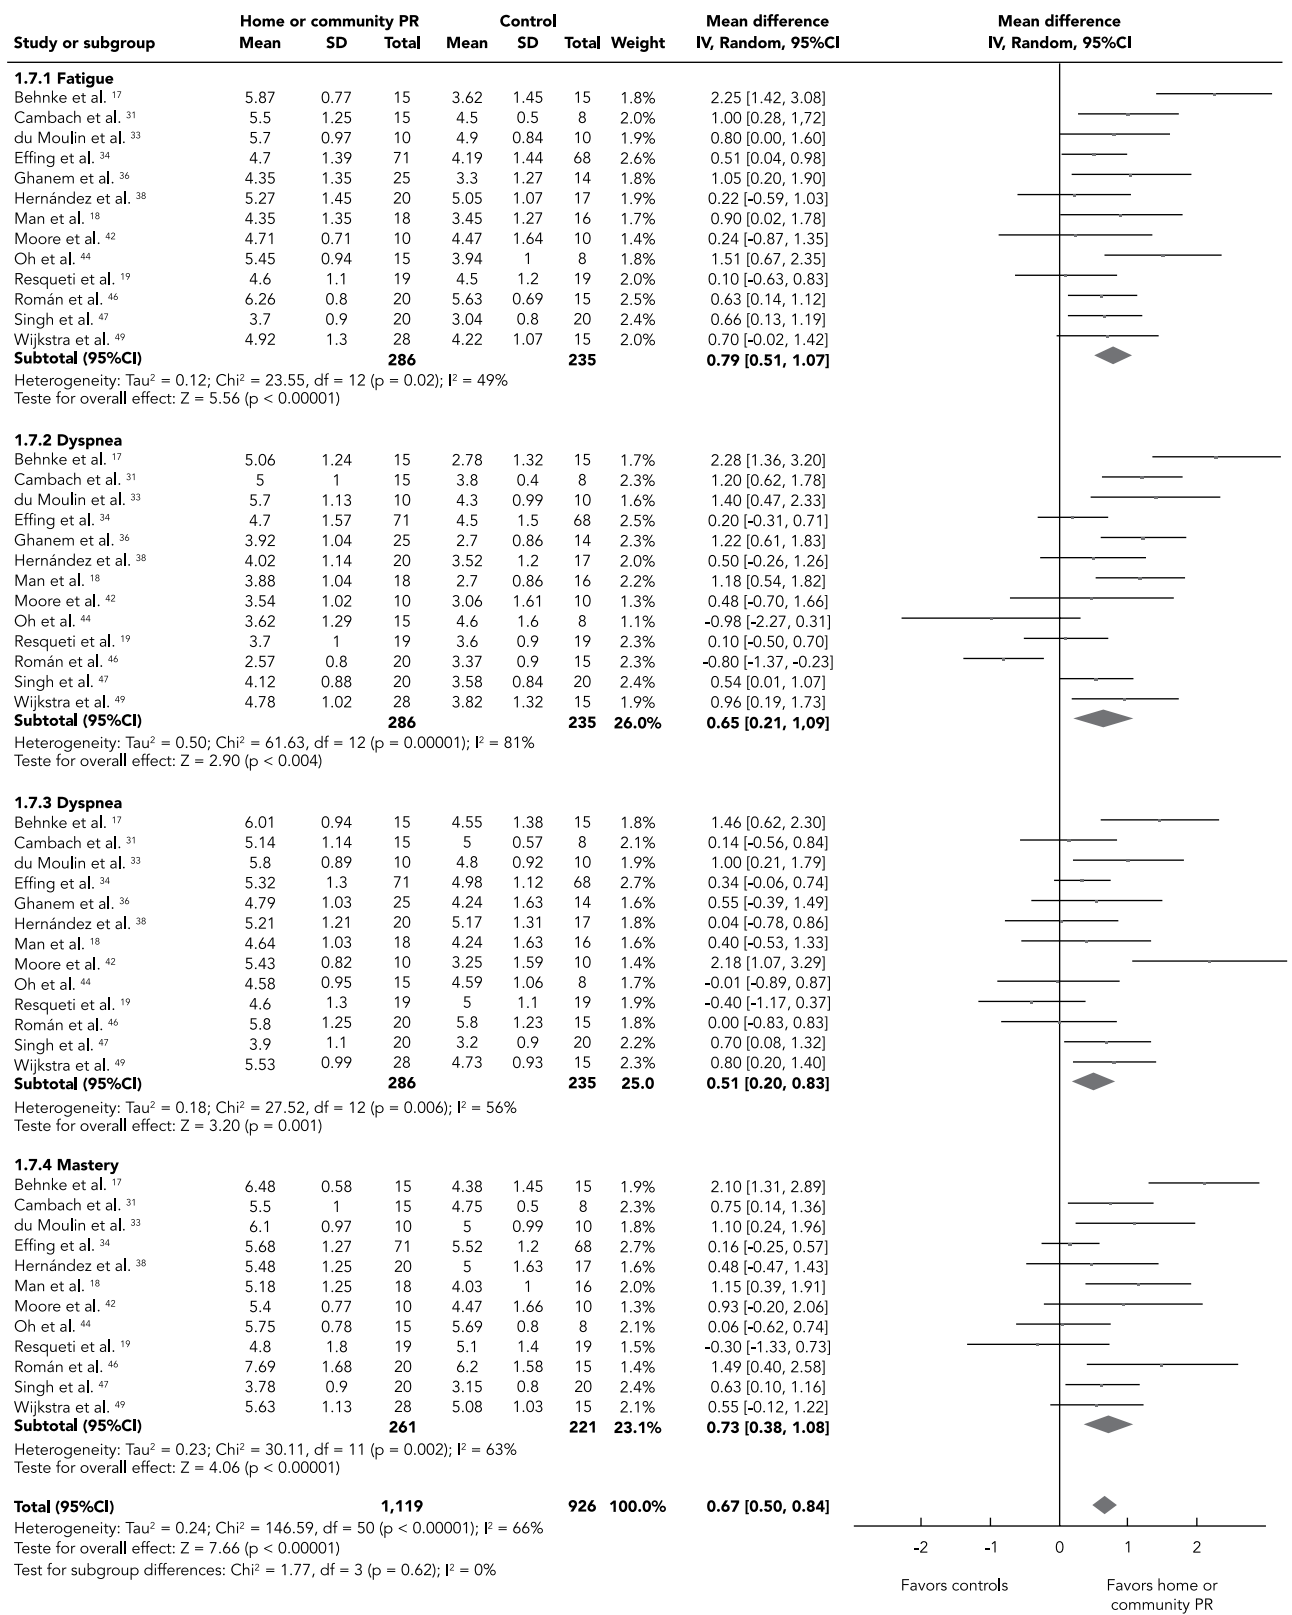 Home or community PR Control Mean difference Mean difference
Study or subgroup Mean SD Total Mean SD Total Weight IV, Random, 95%CI IV, Random, 95%CI
1.7.1 Fatigue
Behnke et al. 17 5.87 0.77 15 3.62 1.45 15 1.8% 2.25 [1.42, 3.08]
Cambach et al. 31 5.5 1.25 15 4.5 0.5 8 2.0% 1.00 [0.28, 1,72]
du Moulin et al. 33 5.7 0.97 10 4.9 0.84 10 1.9% 0.80 [0.00, 1.60]
Effing et al. 34 4.7 1.39 71 4.19 1.44 68 2.6% 0.51 [0.04, 0.98]
Ghanem et al. 36 4.35 1.35 25 3.3 1.27 14 1.8% 1.05 [0.20, 1.90]
Hernández et al. 38 5.27 1.45 20 5.05 1.07 17 1.9% 0.22 [-0.59, 1.03]
Man et al. 18 4.35 1.35 18 3.45 1.27 16 1.7% 0.90 [0.02, 1.78]
Moore et al. 42 4.71 0.71 10 4.47 1.64 10 1.4% 0.24 [-0.87, 1.35]
Oh et al. 44 5.45 0.94 15 3.94 1 8 1.8% 1.51 [0.67, 2.35]
Resqueti et al. 19 4.6 1.1 19 4.5 1.2 19 2.0% 0.10 [-0.63, 0.83]
Román et al. 46 6.26 0.8 20 5.63 0.69 15 2.5% 0.63 [0.14, 1.12]
Singh et al. 47 3.7 0.9 20 3.04 0.8 20 2.4% 0.66 [0.13, 1.19]
Wijkstra et al. 49 4.92 1.3 28 4.22 1.07 15 2.0% 0.70 [-0.02, 1.42]
Subtotal (95%CI) 286 235 0.79 [0.51, 1.07]
Heterogeneity: Tau² = 0.12; Chi² = 23.55, df = 12 (p = 0.02); I² = 49%
Teste for overall effect: Z = 5.56 (p < 0.00001)
1.7.2 Dyspnea
Behnke et al. 17 5.06 1.24 15 2.78 1.32 15 1.7% 2.28 [1.36, 3.20]
Cambach et al. 31 5 1 15 3.8 0.4 8 2.3% 1.20 [0.62, 1.78]
du Moulin et al. 33 5.7 1.13 10 4.3 0.99 10 1.6% 1.40 [0.47, 2.33]
Effing et al. 34 4.7 1.57 71 4.5 1.5 68 2.5% 0.20 [-0.31, 0.71]
Ghanem et al. 36 3.92 1.04 25 2.7 0.86 14 2.3% 1.22 [0.61, 1.83]
Hernández et al. 38 4.02 1.14 20 3.52 1.2 17 2.0% 0.50 [-0.26, 1.26]
Man et al. 18 3.88 1.04 18 2.7 0.86 16 2.2% 1.18 [0.54, 1.82]
Moore et al. 42 3.54 1.02 10 3.06 1.61 10 1.3% 0.48 [-0.70, 1.66]
Oh et al. 44 3.62 1.29 15 4.6 1.6 8 1.1% -0.98 [-2.27, 0.31]
Resqueti et al. 19 3.7 1 19 3.6 0.9 19 2.3% 0.10 [-0.50, 0.70]
Román et al. 46 2.57 0.8 20 3.37 0.9 15 2.3% -0.80 [-1.37, -0.23]
Singh et al. 47 4.12 0.88 20 3.58 0.84 20 2.4% 0.54 [0.01, 1.07]
Wijkstra et al. 49 4.78 1.02 28 3.82 1.32 15 1.9% 0.96 [0.19, 1.73]
Subtotal (95%CI) 286 235 26.0% 0.65 [0.21, 1,09]
Heterogeneity: Tau² = 0.50; Chi² = 61.63, df = 12 (p = 0.00001); I² = 81%
Teste for overall effect: Z = 2.90 (p < 0.004)
1.7.3 Dyspnea
Behnke et al. 17 6.01 0.94 15 4.55 1.38 15 1.8% 1.46 [0.62, 2.30]
Cambach et al. 31 5.14 1.14 15 5 0.57 8 2.1% 0.14 [-0.56, 0.84]
du Moulin et al. 33 5.8 0.89 10 4.8 0.92 10 1.9% 1.00 [0.21, 1.79]
Effing et al. 34 5.32 1.3 71 4.98 1.12 68 2.7% 0.34 [-0.06, 0.74]
Ghanem et al. 36 4.79 1.03 25 4.24 1.63 14 1.6% 0.55 [-0.39, 1.49]
Hernández et al. 38 5.21 1.21 20 5.17 1.31 17 1.8% 0.04 [-0.78, 0.86]
Man et al. 18 4.64 1.03 18 4.24 1.63 16 1.6% 0.40 [-0.53, 1.33]
Moore et al. 42 5.43 0.82 10 3.25 1.59 10 1.4% 2.18 [1.07, 3.29]
Oh et al. 44 4.58 0.95 15 4.59 1.06 8 1.7% -0.01 [-0.89, 0.87]
Resqueti et al. 19 4.6 1.3 19 5 1.1 19 1.9% -0.40 [-1.17, 0.37]
Román et al. 46 5.8 1.25 20 5.8 1.23 15 1.8% 0.00 [-0.83, 0.83]
Singh et al. 47 3.9 1.1 20 3.2 0.9 20 2.2% 0.70 [0.08, 1.32]
Wijkstra et al. 49 5.53 0.99 28 4.73 0.93 15 2.3% 0.80 [0.20, 1.40]
Subtotal (95%CI) 286 235 25.0 0.51 [0.20, 0.83]
Heterogeneity: Tau² = 0.18; Chi² = 27.52, df = 12 (p = 0.006); I² = 56%
Teste for overall effect: Z = 3.20 (p = 0.001)
1.7.4 Mastery
Behnke et al. 17 6.48 0.58 15 4.38 1.45 15 1.9% 2.10 [1.31, 2.89]
Cambach et al. 31 5.5 1 15 4.75 0.5 8 2.3% 0.75 [0.14, 1.36]
du Moulin et al. 33 6.1 0.97 10 5 0.99 10 1.8% 1.10 [0.24, 1.96]
Effing et al. 34 5.68 1.27 71 5.52 1.2 68 2.7% 0.16 [-0.25, 0.57]
Hernández et al. 38 5.48 1.25 20 5 1.63 17 1.6% 0.48 [-0.47, 1.43]
Man et al. 18 5.18 1.25 18 4.03 1 16 2.0% 1.15 [0.39, 1.91]
Moore et al. 42 5.4 0.77 10 4.47 1.66 10 1.3% 0.93 [-0.20, 2.06]
Oh et al. 44 5.75 0.78 15 5.69 0.8 8 2.1% 0.06 [-0.62, 0.74]
Resqueti et al. 19 4.8 1.8 19 5.1 1.4 19 1.5% -0.30 [-1.33, 0.73]
Román et al. 46 7.69 1.68 20 6.2 1.58 15 1.4% 1.49 [0.40, 2.58]
Singh et al. 47 3.78 0.9 20 3.15 0.8 20 2.4% 0.63 [0.10, 1.16]
Wijkstra et al. 49 5.63 1.13 28 5.08 1.03 15 2.1% 0.55 [-0.12, 1.22]
Subtotal (95%CI) 261 221 23.1% 0.73 [0.38, 1.08]
Heterogeneity: Tau² = 0.23; Chi² = 30.11, df = 11 (p = 0.002); I² = 63%
Teste for overall effect: Z = 4.06 (p < 0.00001)
Total (95%CI) 1,119 926 100.0% 0.67 [0.50, 0.84]
Heterogeneity: Tau² = 0.24; Chi² = 146.59, df = 50 (p < 0.00001); I² = 66%
Teste for overall effect: Z = 7.66 (p < 0.00001)
Test for subgroup differences: Chi² = 1.77, df = 3 (p = 0.62); I² = 0%
-2 -1 0 1 2
Favors controls Favors home or
community PR